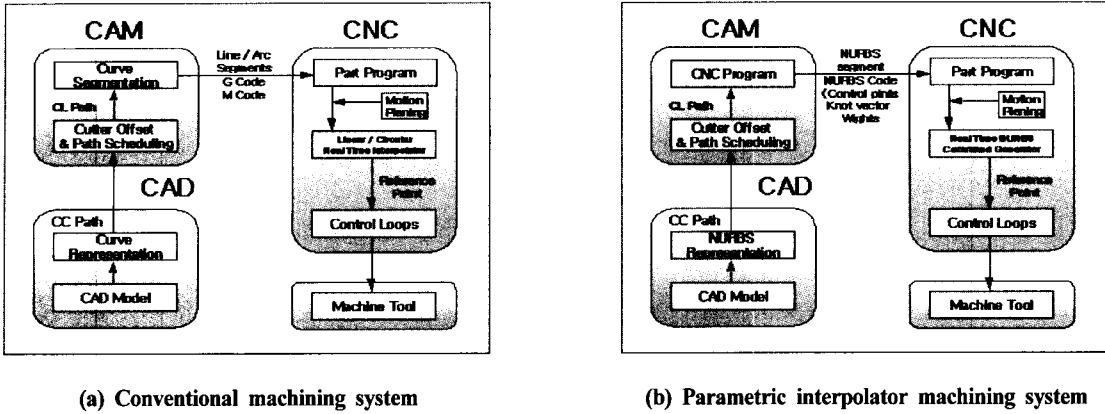 CAM
CNC
Curve
Segmentation
CL Path
Cutter Offset
& Path Scheduling
CAD
CC Path
Curve
Representation
CAD Model
Line / Arc
Segments
G Code
M Code
Part Program
Motion
Planing
Linear / Circular
Real Time Interpolator
Reference
Point
Control Loops
Machine Tool
(a) Conventional machining system
CAM
CNC
CNC Program
CL Path
Cutter Offset
& Path Scheduling
CAD
CC Path
NURBS
Representation
CAD Model
NURBS
segment
NURBS Code
(Control pints
Knot vector
Wights
Part Program
Motion
Planing
Real Time NURBS
Command Generator
Reference
Point
Control Loops
Machine Tool
(b) Parametric interpolator machining system